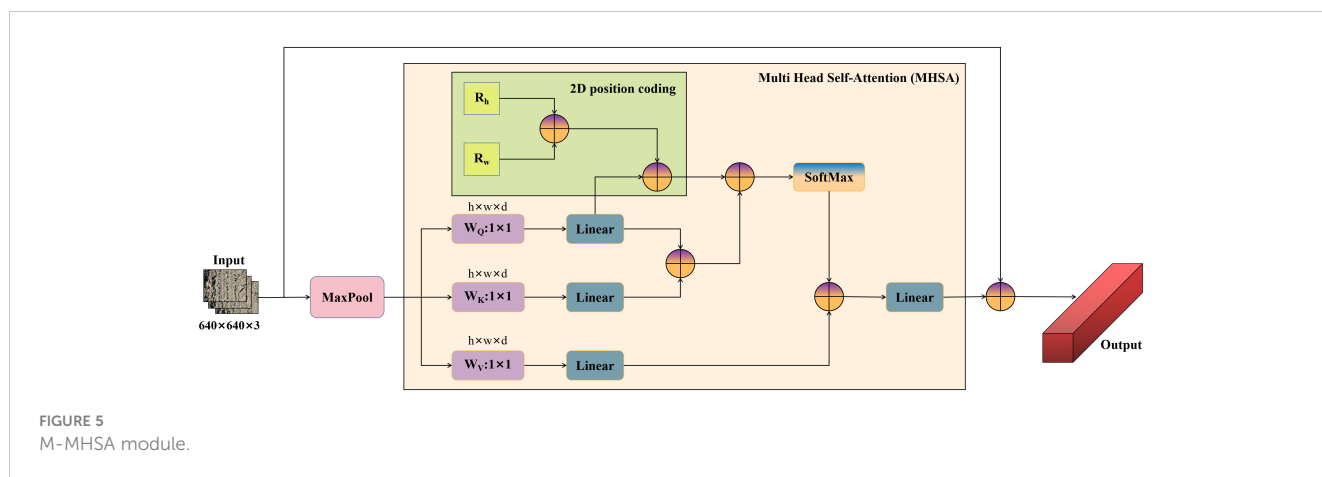 Multi Head Self-Attention (MHSA)
2D position coding
R_h
R_w
SoftMax
h×w×d
W_Q:1×1
Linear
Input
640×640×3
MaxPool
h×w×d
W_K:1×1
Linear
Linear
h×w×d
W_V:1×1
Linear
Output
FIGURE 5
M-MHSA module.